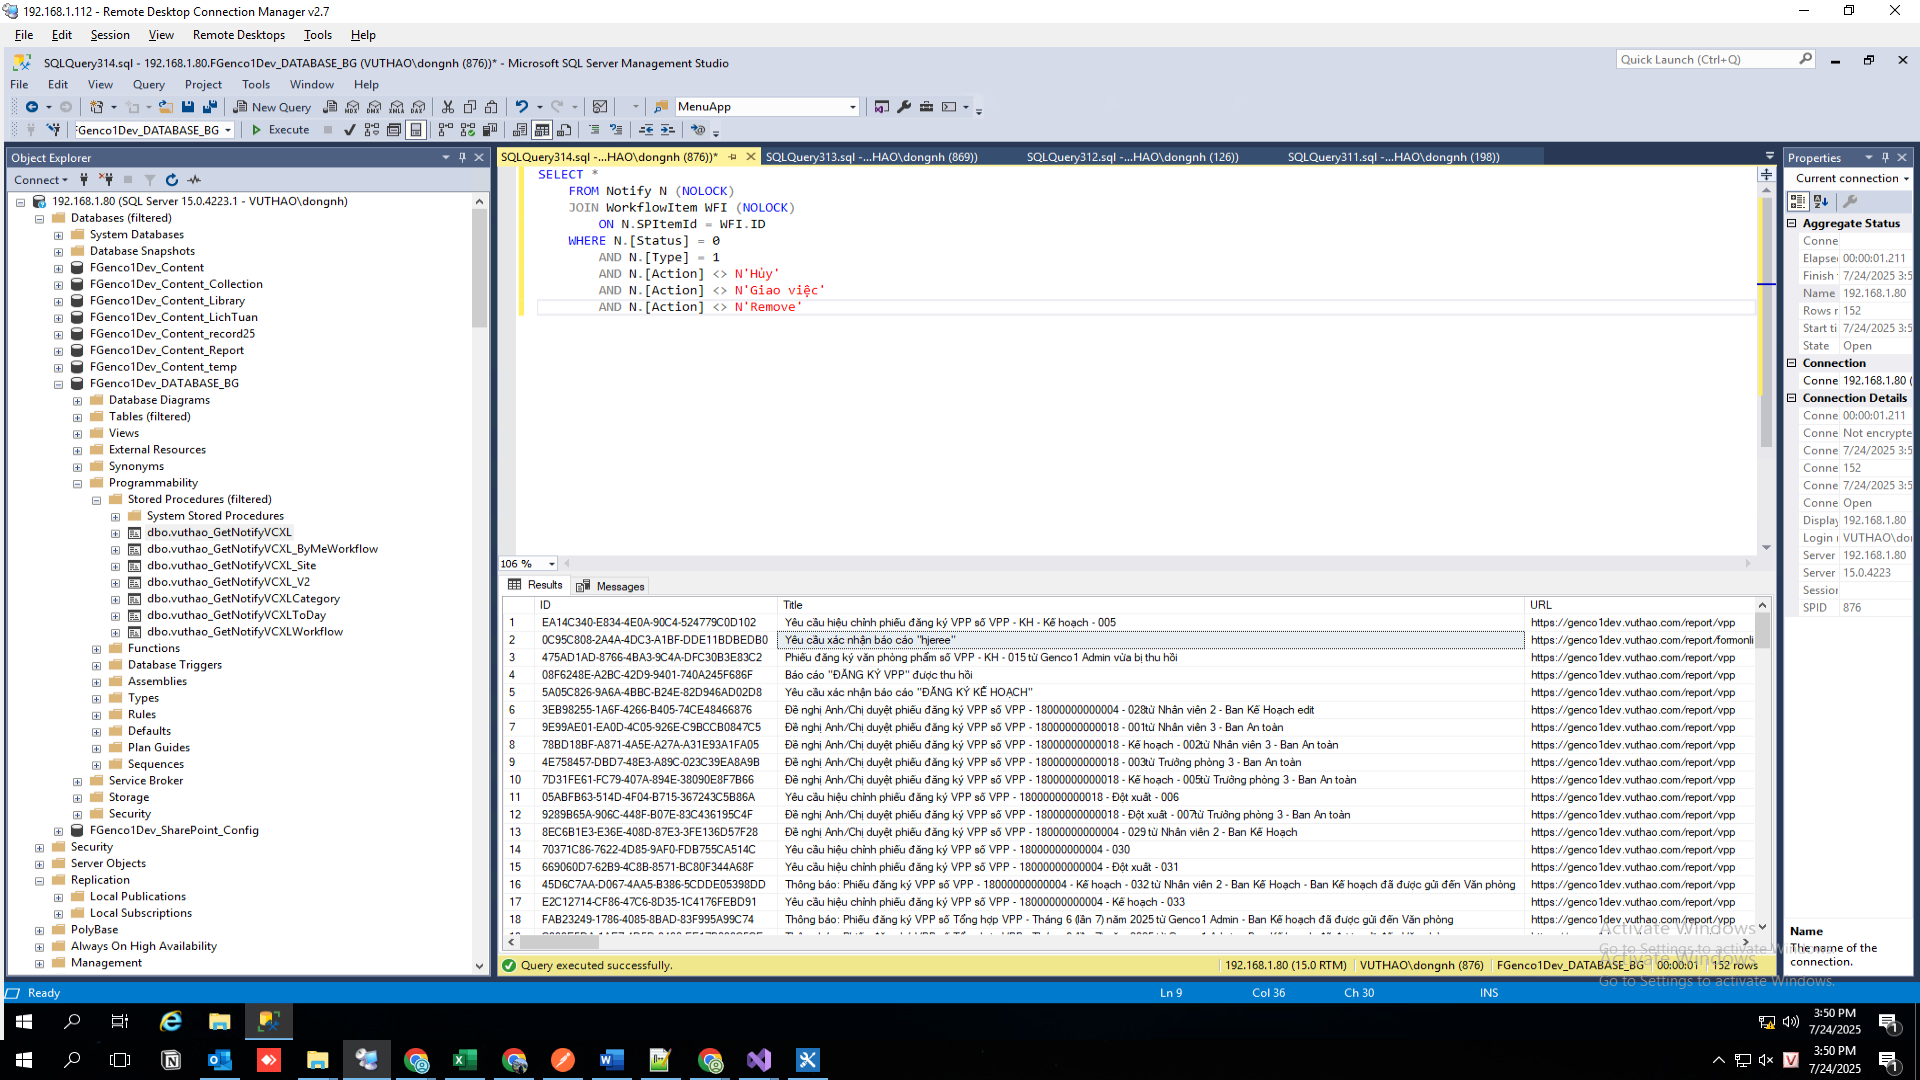 192.168.1.112 - Remote Desktop Connection Manager v2.7
File Edit Session View Remote Desktops Tools Help
SQLQuery314.sql - 192.168.1.80.FGenco1Dev_DATABASE_BG (VUTHAO\dongnh (876))* - Microsoft SQL Server Management Studio
Quick Launch (Ctrl+Q)
File Edit View Query Project Tools Window Help
New Query
MenuApp
Genco1Dev_DATABASE_BG
Execute
Object Explorer
Connect
192.168.1.80 (SQL Server 15.0.4223.1 - VUTHAO\dongnh)
Databases (filtered)
System Databases
Database Snapshots
FGenco1Dev_Content
FGenco1Dev_Content_Collection
FGenco1Dev_Content_Library
FGenco1Dev_Content_LichTuan
FGenco1Dev_Content_record25
FGenco1Dev_Content_Report
FGenco1Dev_Content_temp
FGenco1Dev_DATABASE_BG
Database Diagrams
Tables (filtered)
Views
External Resources
Synonyms
Programmability
Stored Procedures (filtered)
System Stored Procedures
dbo.vuthao_GetNotifyVCXL
dbo.vuthao_GetNotifyVCXL_ByMeWorkflow
dbo.vuthao_GetNotifyVCXL_Site
dbo.vuthao_GetNotifyVCXL_V2
dbo.vuthao_GetNotifyVCXLCategory
dbo.vuthao_GetNotifyVCXLToDay
dbo.vuthao_GetNotifyVCXLWorkflow
Functions
Database Triggers
Assemblies
Types
Rules
Defaults
Plan Guides
Sequences
Service Broker
Storage
Security
FGenco1Dev_SharePoint_Config
Security
Server Objects
Replication
Local Publications
Local Subscriptions
PolyBase
Always On High Availability
Management
SQLQuery314.sql -...HAO\dongnh (876))* SQLQuery313.sql -...HAO\dongnh (869)) SQLQuery312.sql -...HAO\dongnh (126)) SQLQuery311.sql -...HAO\dongnh (198))
SELECT *
FROM Notify N (NOLOCK)
JOIN WorkflowItem WFI (NOLOCK)
ON N.SPItemId = WFI.ID
WHERE N.[Status] = 0
AND N.[Type] = 1
AND N.[Action] <> N'Hủy'
AND N.[Action] <> N'Giao việc'
AND N.[Action] <> N'Remove'
106 %
Results Messages
ID Title URL
1 EA14C340-E834-4E0A-90C4-524779C0D102 Yêu cầu hiệu chỉnh phiếu đăng ký VPP số VPP - KH - Kế hoạch - 005 https://genco1dev.vuthao.com/report/vpp
2 0C95C808-2A4A-4DC3-A1BF-DDE11BDBEDB0 Yêu cầu xác nhận báo cáo "hjeree" https://genco1dev.vuthao.com/report/formonli
3 475AD1AD-8766-4BA3-9C4A-DFC30B3E83C2 Phiếu đăng ký văn phòng phẩm số VPP - KH - 015 từ Genco1 Admin vừa bị thu hồi https://genco1dev.vuthao.com/report/vpp
4 08F6248E-A2BC-42D9-9401-740A245F686F Báo cáo "ĐĂNG KÝ VPP" được thu hồi https://genco1dev.vuthao.com/report/vpp
5 5A05C826-9A6A-4BBC-B24E-82D946AD02D8 Yêu cầu xác nhận báo cáo "ĐĂNG KÝ KẾ HOẠCH" https://genco1dev.vuthao.com/report/vpp
6 3EB98255-1A6F-4266-B405-74CE48466876 Đề nghị Anh/Chị duyệt phiếu đăng ký VPP số VPP - 18000000000004 - 028từ Nhân viên 2 - Ban Kế Hoạch edit https://genco1dev.vuthao.com/report/vpp
7 9E99AE01-EA0D-4C05-926E-C9BCCB0847C5 Đề nghị Anh/Chị duyệt phiếu đăng ký VPP số VPP - 18000000000018 - 001từ Nhân viên 3 - Ban An toàn https://genco1dev.vuthao.com/report/vpp
8 78BD18BF-A871-4A5E-A27A-A31E93A1FA05 Đề nghị Anh/Chị duyệt phiếu đăng ký VPP số VPP - 18000000000018 - Kế hoạch - 002từ Nhân viên 3 - Ban An toàn https://genco1dev.vuthao.com/report/vpp
9 4E758457-DBD7-48E3-A89C-023C39EA8A9B Đề nghị Anh/Chị duyệt phiếu đăng ký VPP số VPP - 18000000000018 - 003từ Trưởng phòng 3 - Ban An toàn https://genco1dev.vuthao.com/report/vpp
10 7D31FE61-FC79-407A-894E-38090E8F7B66 Đề nghị Anh/Chị duyệt phiếu đăng ký VPP số VPP - 18000000000018 - Kế hoạch - 005từ Trưởng phòng 3 - Ban An toàn https://genco1dev.vuthao.com/report/vpp
11 05ABFB63-514D-4F04-B715-367243C5B86A Yêu cầu hiệu chỉnh phiếu đăng ký VPP số VPP - 18000000000018 - Đột xuất - 006 https://genco1dev.vuthao.com/report/vpp
12 9289B65A-906C-448F-B07E-83C436195C4F Đề nghị Anh/Chị duyệt phiếu đăng ký VPP số VPP - 18000000000018 - Đột xuất - 007từ Trưởng phòng 3 - Ban An toàn https://genco1dev.vuthao.com/report/vpp
13 8EC6B1E3-E36E-408D-87E3-3FE136D57F28 Đề nghị Anh/Chị duyệt phiếu đăng ký VPP số VPP - 18000000000004 - 029 từ Nhân viên 2 - Ban Kế Hoạch https://genco1dev.vuthao.com/report/vpp
14 70371C86-7622-4D85-9AF0-FDB755CA514C Yêu cầu hiệu chỉnh phiếu đăng ký VPP số VPP - 18000000000004 - 030 https://genco1dev.vuthao.com/report/vpp
15 669060D7-62B9-4C8B-8571-BC80F344A68F Yêu cầu hiệu chỉnh phiếu đăng ký VPP số VPP - 18000000000004 - Đột xuất - 031 https://genco1dev.vuthao.com/report/vpp
16 45D6C7AA-D067-4AA5-B386-5CDDE05398DD Thông báo: Phiếu đăng ký VPP số VPP - 18000000000004 - Kế hoạch - 032 từ Nhân viên 2 - Ban Kế Hoạch - Ban Kế hoạch đã được gửi đến Văn phòng https://genco1dev.vuthao.com/report/vpp
17 E2C12714-CF86-47C6-8D35-1C4176FEBD91 Yêu cầu hiệu chỉnh phiếu đăng ký VPP số VPP - 18000000000004 - Kế hoạch - 033 https://genco1dev.vuthao.com/report/vpp
18 FAB23249-1786-4085-8BAD-83F995A99C74 Thông báo: Phiếu đăng ký VPP số Tổng hợp VPP - Tháng 6 (lần 7) năm 2025 từ Genco1 Admin - Ban Kế hoạch đã được gửi đến Văn phòng https://genco1dev.vuthao.com/report/vpp
Query executed successfully. 192.168.1.80 (15.0 RTM) VUTHAO\dongnh (876) FGenco1Dev_DATABASE_BG 00:00:01 152 rows
Properties
Current connection
Aggregate Status
Conne
Elapse 00:00:01.211
Finish 7/24/2025 3:5
Name 192.168.1.80
Rows r 152
Start ti 7/24/2025 3:5
State Open
Connection
Conne 192.168.1.80 (
Connection Details
Conne 00:00:01.211
Conne Not encrypte
Conne 7/24/2025 3:5
Conne 152
Conne 7/24/2025 3:5
Conne Open
Display 192.168.1.80
Login VUTHAO\do
Server 192.168.1.80
Server 15.0.4223
Session
SPID 876
Name
The name of the connection.
Activate Windows
Go to Settings to activate Windows.
Activate Windows
Go to Settings to activate Windows.
Ready Ln 9 Col 36 Ch 30 INS
3:50 PM
7/24/2025
1
3:50 PM
7/24/2025
1